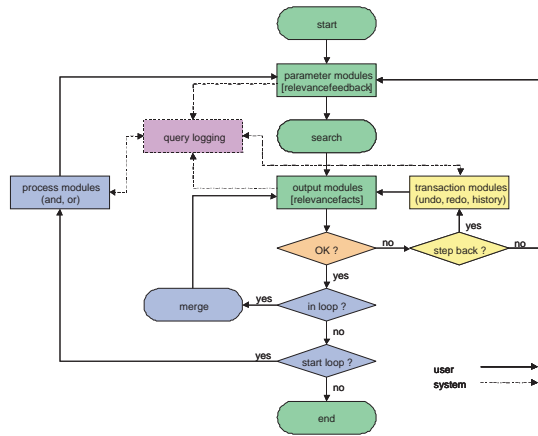 start
parameter modules
[relevancefeedback]
query logging
search
process modules
(and, or)
output modules
[relevancefacts]
transaction modules
(undo, redo, history)
yes
OK ?
no
step back ?
no
yes
merge
yes
in loop ?
no
yes
start loop ?
user
no
system
end